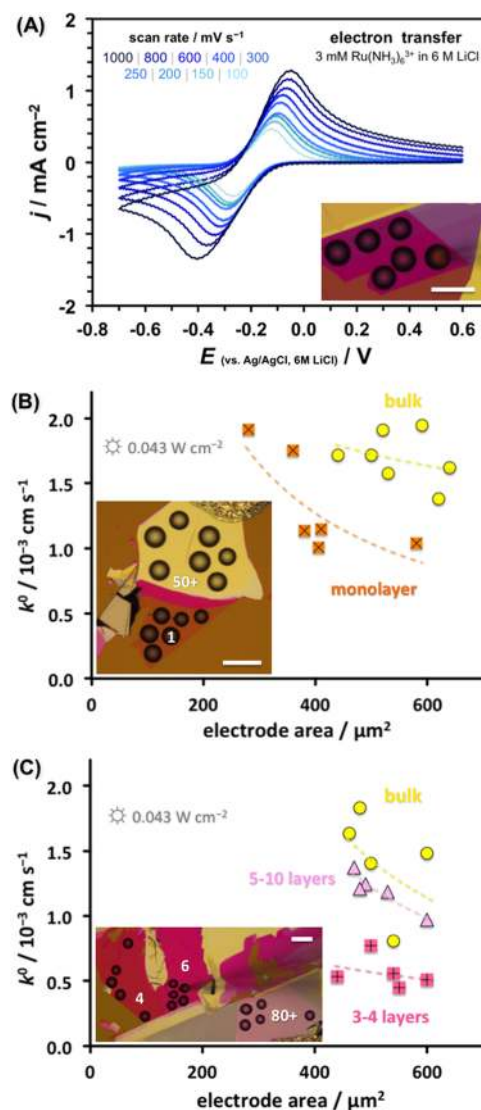 (A)
scan rate / mV s⁻¹
1000 | 800 | 600 | 400 | 300
250 | 200 | 150 | 100
electron transfer
3 mM Ru(NH₃)₆³⁺ in 6 M LiCl
2
1
0
-1
-2
j / mA cm⁻²
-0.8 -0.6 -0.4 -0.2 0.0 0.2 0.4 0.6
E (vs. Ag/AgCl, 6M LiCl) / V
(B)
2.0
1.5
1.0
0.5
0.0
k⁰ / 10⁻³ cm s⁻¹
0.043 W cm⁻²
bulk
monolayer
50+
1
0 200 400 600
electrode area / µm²
(C)
2.0
1.5
1.0
0.5
0.0
k⁰ / 10⁻³ cm s⁻¹
0.043 W cm⁻²
bulk
5-10 layers
3-4 layers
4
6
80+
0 200 400 600
electrode area / µm²